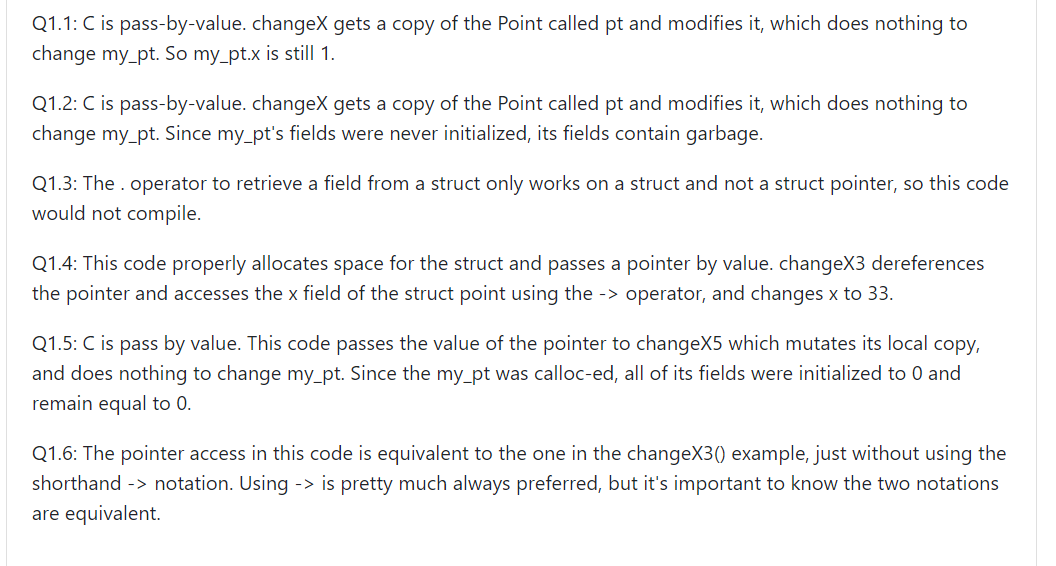 Q1.1: C is pass-by-value. changeX gets a copy of the Point called pt and modifies it, which does nothing to
change my_pt. So my_pt.x is still 1.
Q1.2: C is pass-by-value. changeX gets a copy of the Point called pt and modifies it, which does nothing to
change my_pt. Since my_pt's fields were never initialized, its fields contain garbage.
Q1.3: The . operator to retrieve a field from a struct only works on a struct and not a struct pointer, so this code
would not compile.
Q1.4: This code properly allocates space for the struct and passes a pointer by value. changeX3 dereferences
the pointer and accesses the x field of the struct point using the -> operator, and changes x to 33.
Q1.5: C is pass by value. This code passes the value of the pointer to changeX5 which mutates its local copy,
and does nothing to change my_pt. Since the my_pt was calloc-ed, all of its fields were initialized to 0 and
remain equal to 0.
Q1.6: The pointer access in this code is equivalent to the one in the changeX3() example, just without using the
shorthand -> notation. Using -> is pretty much always preferred, but it's important to know the two notations
are equivalent.